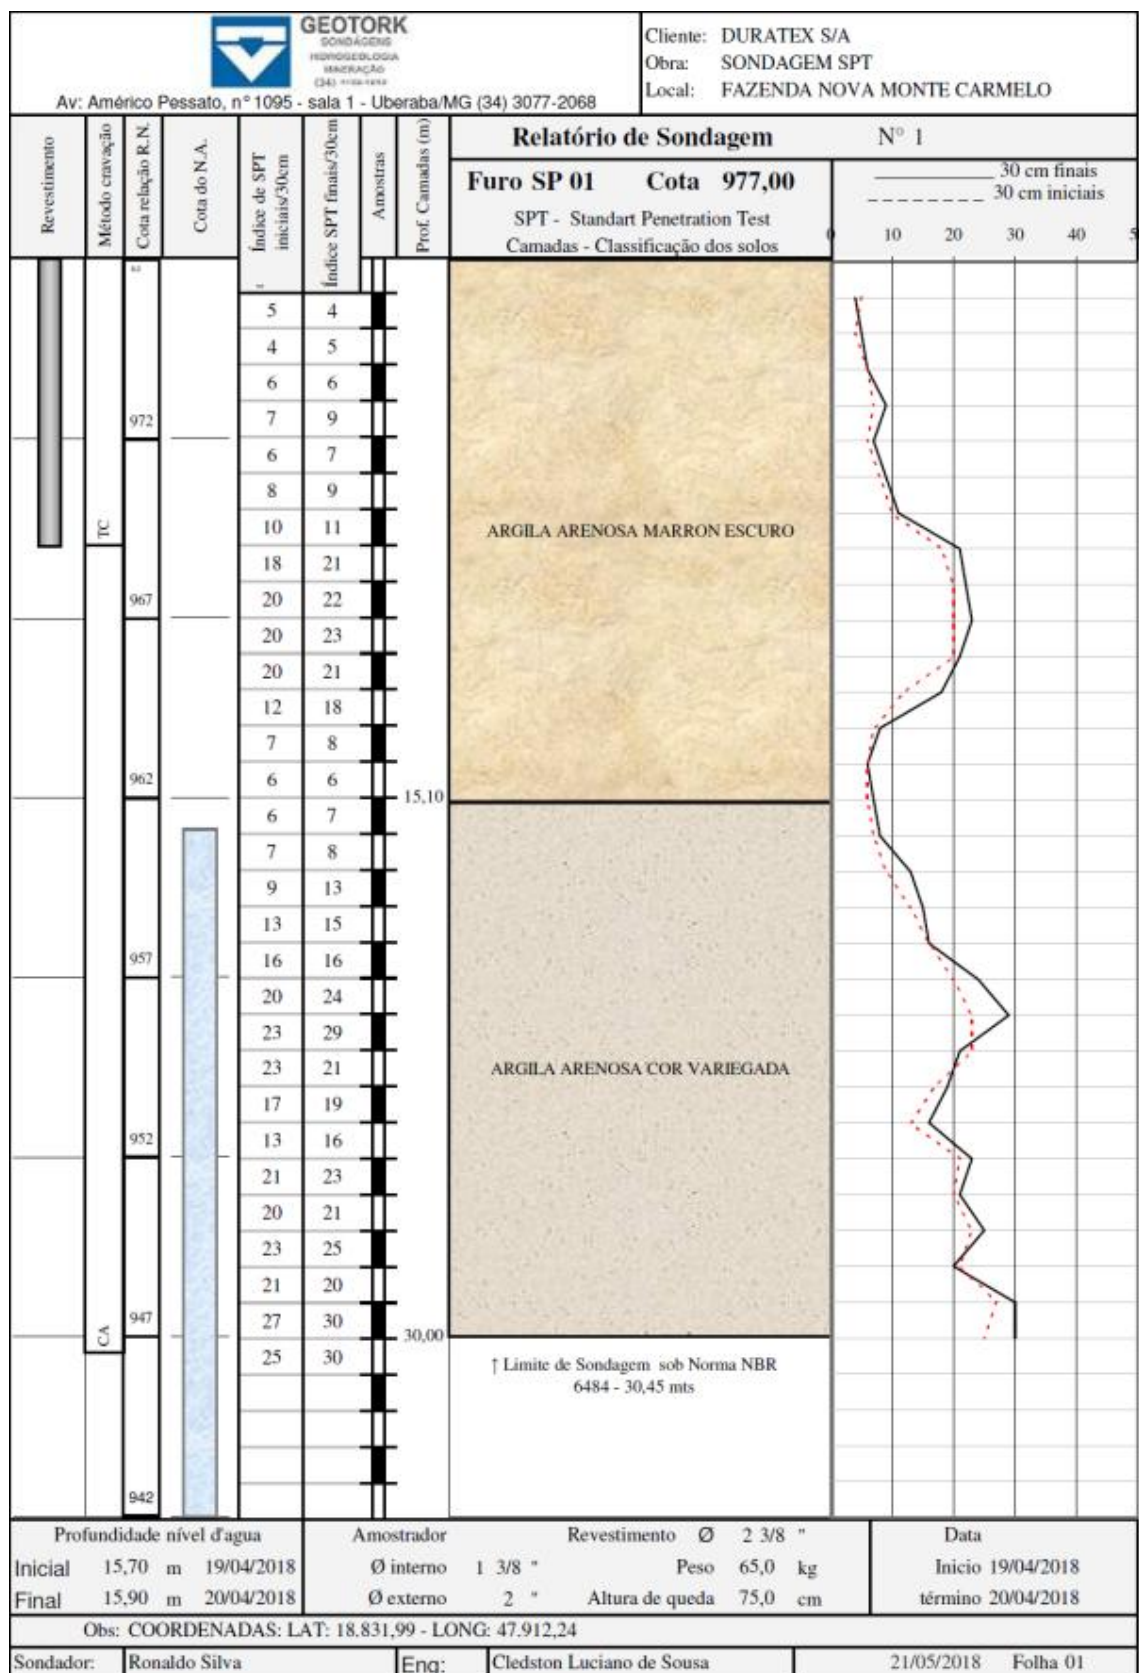 GEOTORK
SONDAGENS
HIDROGEOLOGIA
MINERAÇÃO
Av: Américo Pessato, n° 1095 - sala 1 - Uberaba/MG (34) 3077-2068
Cliente: DURATEX S/A
Obra: SONDAGEM SPT
Local: FAZENDA NOVA MONTE CARMELO
Revestimento
Método cravação
Cota relação R.N.
Cota do N.A.
Índice de SPT iniciais/30cm
Índice SPT finais/30cm
Amostras
Prof. Camadas (m)
Relatório de Sondagem N° 1
Furo SP 01 Cota 977,00
SPT - Standart Penetration Test
Camadas - Classificação dos solos
30 cm finais
30 cm iniciais
0 10 20 30 40
5 4
4 5
6 6
972 7 9
6 7
8 9
TC 10 11 ARGILA ARENOSA MARRON ESCURO
18 21
967 20 22
20 23
20 21
12 18
7 8
962 6 6
15,10
6 7
7 8
9 13
13 15
957 16 16
20 24
23 29
23 21 ARGILA ARENOSA COR VARIEGADA
17 19
952 13 16
21 23
20 21
23 25
21 20
947 27 30
CA 30,00
25 30 ↑ Limite de Sondagem sob Norma NBR
6484 - 30,45 mts
942
Profundidade nível d'agua Amostrador Revestimento Ø 2 3/8 " Data
Inicial 15,70 m 19/04/2018 Ø interno 1 3/8 " Peso 65,0 kg Inicio 19/04/2018
Final 15,90 m 20/04/2018 Ø externo 2 " Altura de queda 75,0 cm término 20/04/2018
Obs: COORDENADAS: LAT: 18.831,99 - LONG: 47.912,24
Sondador: Ronaldo Silva Eng: Cledston Luciano de Sousa 21/05/2018 Folha 01